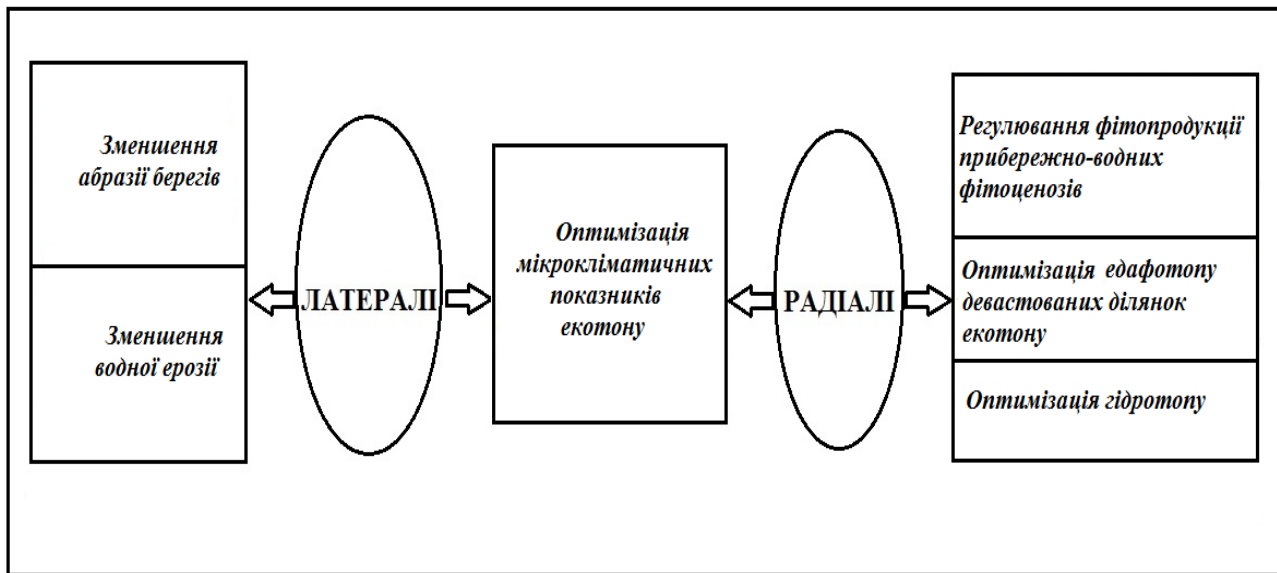 Зменшення
абразії берегів
Зменшення
водної ерозії
ЛАТЕРАЛІ
Оптимізація
мікрокліматичних
показників
екотону
РАДІАЛІ
Регулювання фітопродукції
прибережно-водних
фітоценозів
Оптимізація едафотопу
девастованих ділянок
екотону
Оптимізація гідротопу